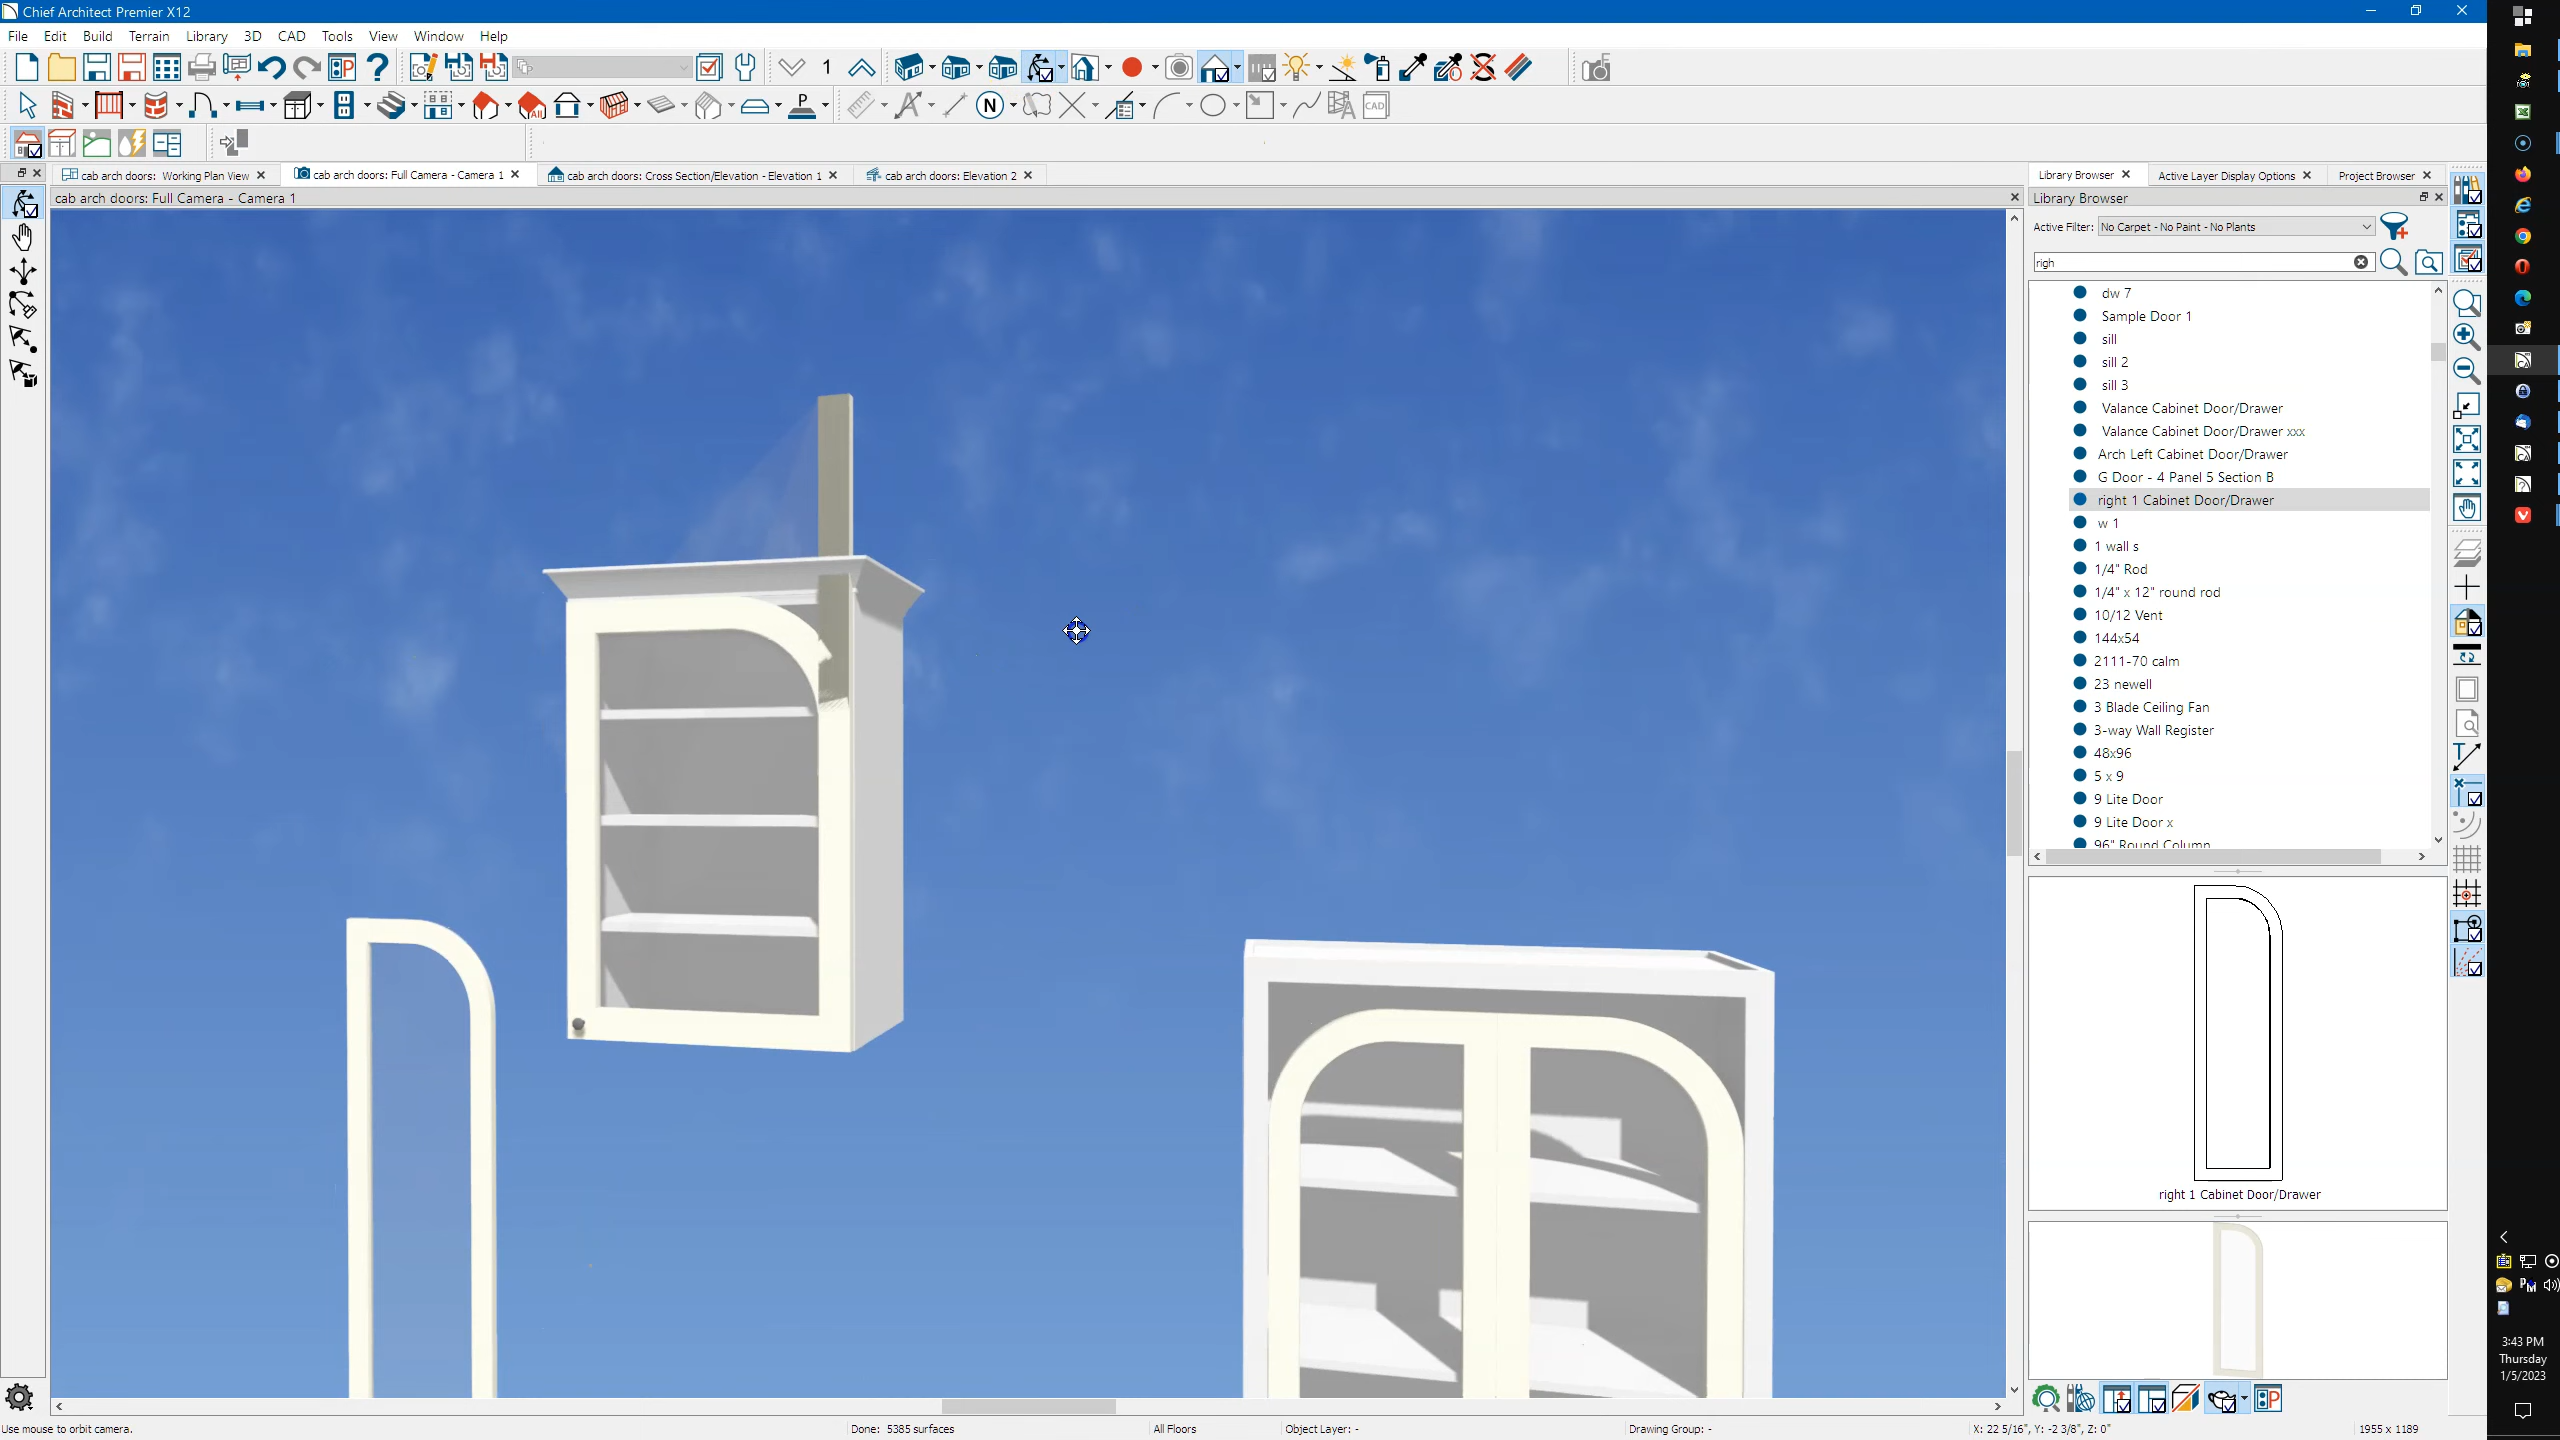 Chief Architect Premier X12
File Edit Build Terrain Library 3D CAD Tools View Window Help
1
N All P CAD
cab arch doors: Working Plan View
cab arch doors: Full Camera - Camera 1
cab arch doors: Cross Section/Elevation - Elevation 1
cab arch doors: Elevation 2
Library Browser
Active Layer Display Options
Project Browser
cab arch doors: Full Camera - Camera 1
Library Browser
Active Filter: No Carpet - No Paint - No Plants
righ
dw 7
Sample Door 1
sill
sill 2
sill 3
Valance Cabinet Door/Drawer
Valance Cabinet Door/Drawer xxx
Arch Left Cabinet Door/Drawer
G Door - 4 Panel 5 Section B
right 1 Cabinet Door/Drawer
w 1
1 wall s
1/4" Rod
1/4" x 12" round rod
10/12 Vent
144x54
2111-70 calm
23 newell
3 Blade Ceiling Fan
3-way Wall Register
48x96
5 x 9
9 Lite Door
9 Lite Door x
96" Round Column
right 1 Cabinet Door/Drawer
3:43 PM
Thursday
1/5/2023
Use mouse to orbit camera.
Done: 5385 surfaces
All Floors
Object Layer: -
Drawing Group: -
X: 22 5/16", Y: -2 3/8", Z: 0"
1955 x 1189